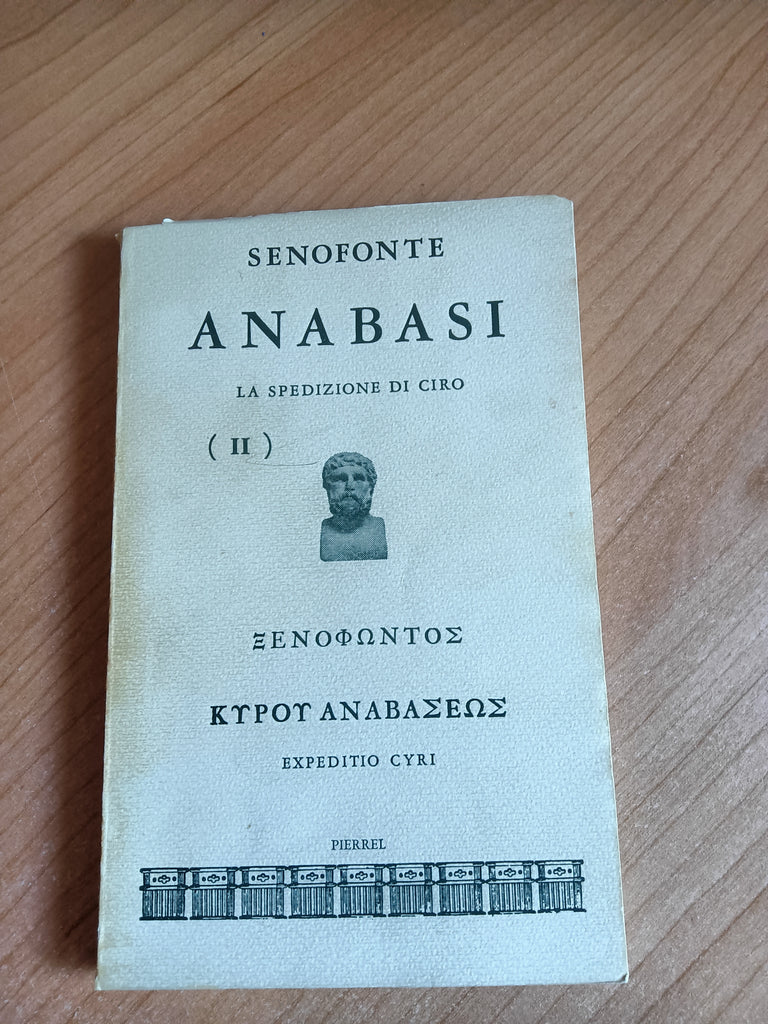 SENOFONTE
ANABASI
LA SPEDIZIONE DI CIRO
( II )
ΞΕΝΟΦΩΝΤΟΣ
ΚΥΡΟΥ ΑΝΑΒΑΣΕΩΣ
EXPEDITIO CYRI
PIERREL